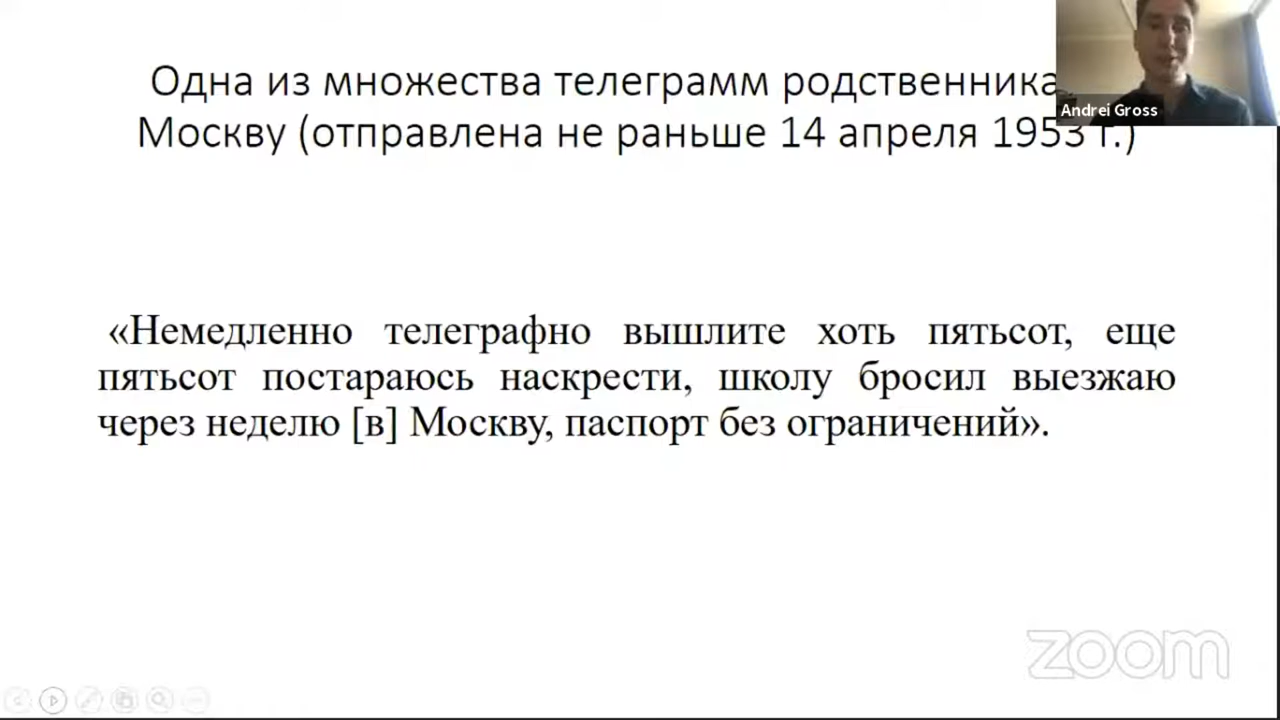 Одна из множества телеграмм родственника
Andrei Gross
Москву (отправлена не раньше 14 апреля 1953 г.)
«Немедленно телеграфно вышлите хоть пятьсот, еще
пятьсот постараюсь наскрести, школу бросил выезжаю
через неделю [в] Москву, паспорт без ограничений».
zoom